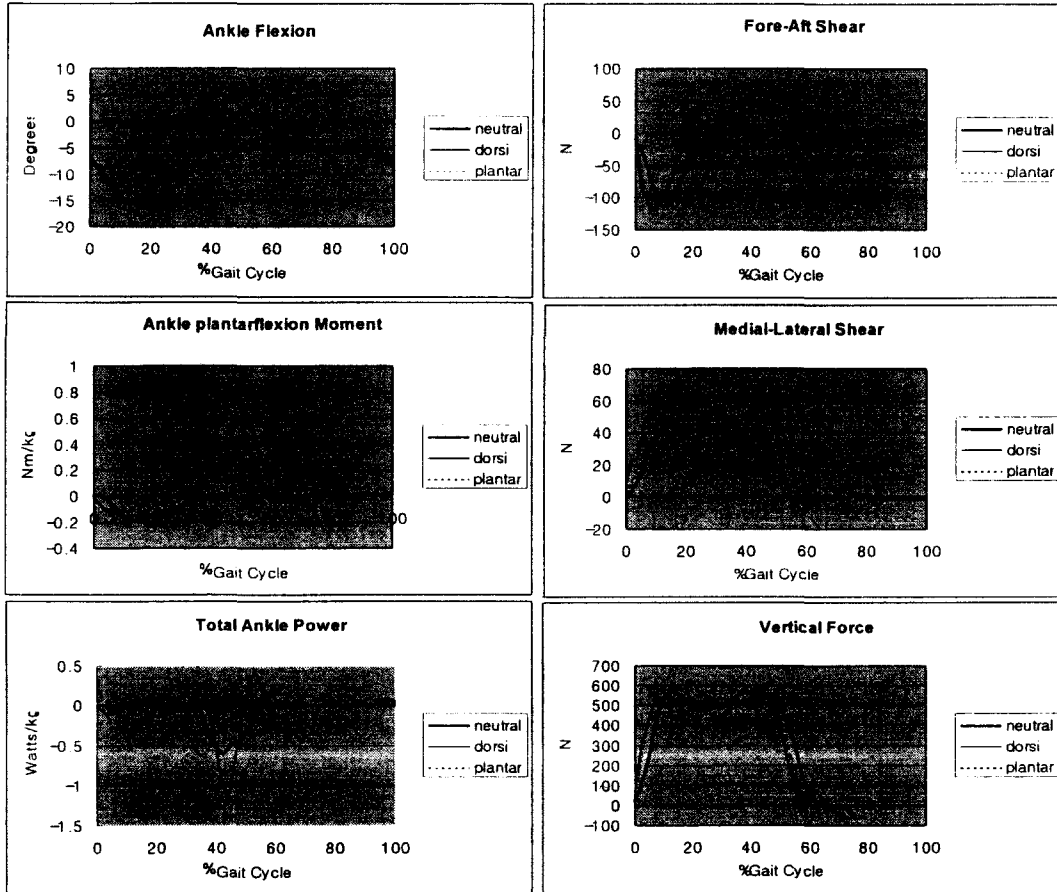 Ankle Flexion
10
5
0
−5
−10
−15
−20
Degrees
0 20 40 60 80 100
%Gait Cycle
neutral
dorsi
plantar
Fore-Aft Shear
100
50
0
−50
−100
−150
N
0 20 40 60 80 100
%Gait Cycle
neutral
dorsi
plantar
Ankle plantarflexion Moment
1
0.8
0.6
0.4
0.2
0
−0.2
−0.4
Nm/kg
%Gait Cycle
neutral
dorsi
plantar
Medial-Lateral Shear
80
60
40
20
0
−20
N
0 20 40 60 80 100
%Gait Cycle
neutral
dorsi
plantar
Total Ankle Power
0.5
0
−0.5
−1
−1.5
Watts/kg
0 20 40 60 80 100
%Gait Cycle
neutral
dorsi
plantar
Vertical Force
700
600
500
400
300
200
100
0
−100
N
0 20 40 60 80 100
%Gait Cycle
neutral
dorsi
plantar